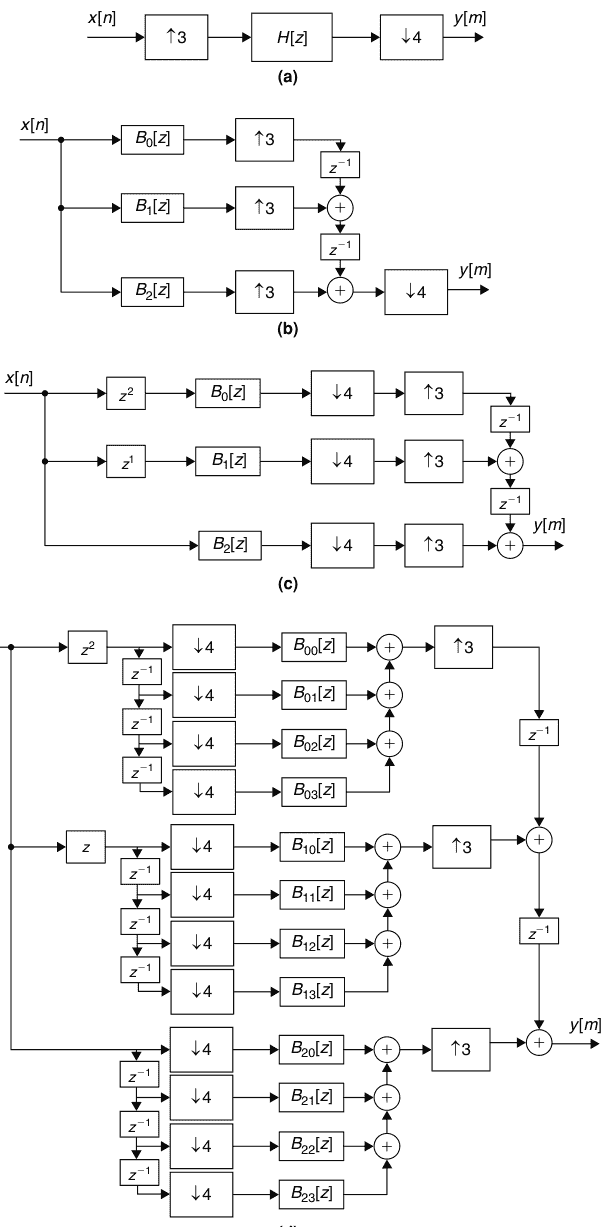 x[n] ↑3 H[z] ↓4 y[m]
(a)
x[n] B₀[z] ↑3
z⁻¹
B₁[z] ↑3 +
z⁻¹
B₂[z] ↑3 + ↓4 y[m]
(b)
x[n] z² B₀[z] ↓4 ↑3
z⁻¹
z¹ B₁[z] ↓4 ↑3 +
z⁻¹
B₂[z] ↓4 ↑3 + y[m]
(c)
z² ↓4 B₀₀[z] + ↑3
z⁻¹
↓4 B₀₁[z] +
z⁻¹
z⁻¹
↓4 B₀₂[z] +
z⁻¹
↓4 B₀₃[z]
z ↓4 B₁₀[z] + ↑3 +
z⁻¹
↓4 B₁₁[z] +
z⁻¹
z⁻¹
↓4 B₁₂[z] +
z⁻¹
↓4 B₁₃[z]
↓4 B₂₀[z] + ↑3 + y[m]
z⁻¹
↓4 B₂₁[z] +
z⁻¹
↓4 B₂₂[z] +
z⁻¹
↓4 B₂₃[z]